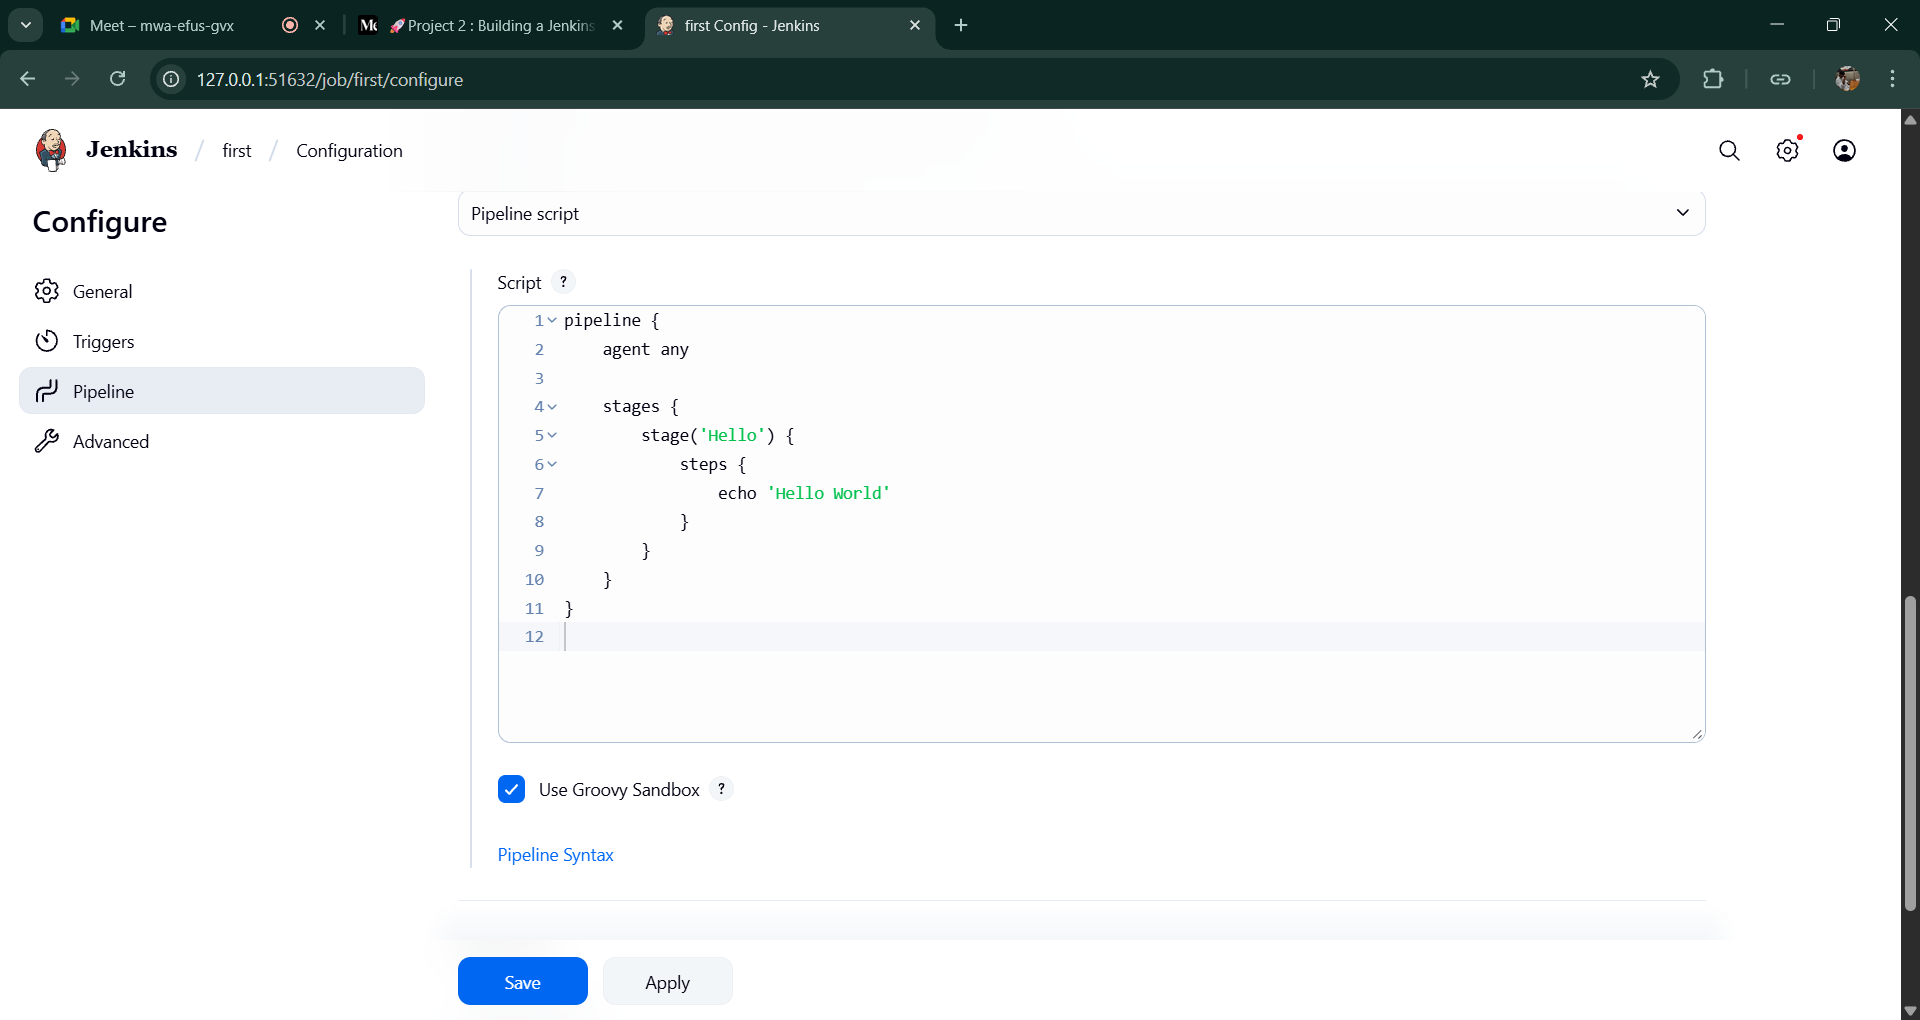 Meet – mwa-efus-gvx
Me 🚀Project 2 : Building a Jenkins
first Config - Jenkins
127.0.0.1:51632/job/first/configure
Jenkins / first / Configuration
Configure
General
Triggers
Pipeline
Advanced
Pipeline script
Script ?
1 pipeline {
2     agent any
3
4     stages {
5         stage('Hello') {
6             steps {
7                 echo 'Hello World'
8             }
9         }
10     }
11 }
12
Use Groovy Sandbox ?
Pipeline Syntax
Save
Apply